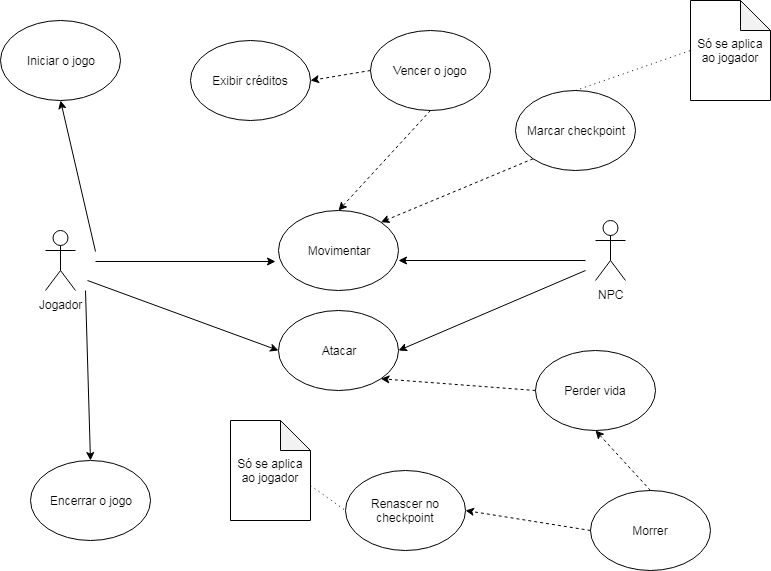 Só se aplica
ao jogador
Iniciar o jogo
Exibir créditos
Vencer o jogo
Marcar checkpoint
Movimentar
Jogador
NPC
Atacar
Perder vida
Só se aplica
ao jogador
Encerrar o jogo
Renascer no
checkpoint
Morrer